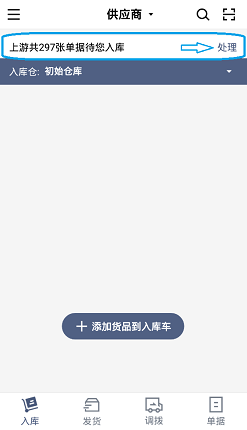 供应商
上游共297张单据待您入库 处理
入库仓: 初始仓库
添加货品到入库车
入库 发货 调拨 单据